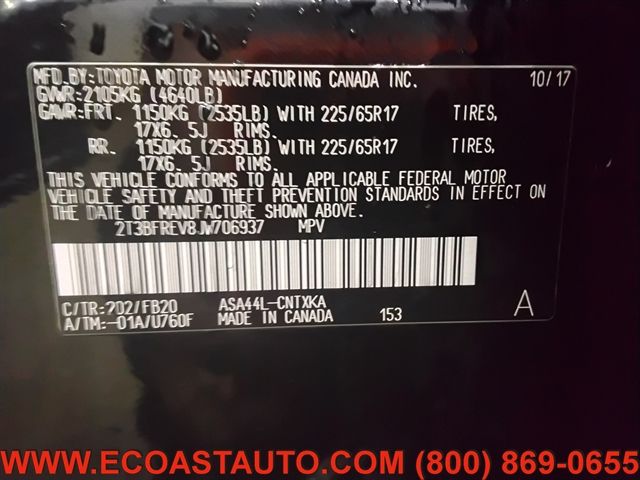 MFD.BY:TOYOTA MOTOR MANUFACTURING CANADA INC. 10/17
GVWR:2105KG (4640LB)
GAWR:FRT. 1150KG (2535LB) WITH 225/65R17 TIRES,
17X6. 5J RIMS.
RR. 1150KG (2535LB) WITH 225/65R17 TIRES,
17X6. 5J RIMS.
THIS VEHICLE CONFORMS TO ALL APPLICABLE FEDERAL MOTOR
VEHICLE SAFETY AND THEFT PREVENTION STANDARDS IN EFFECT ON
THE DATE OF MANUFACTURE SHOWN ABOVE.
2T3BFREV8JW706937 MPV
C/TR:202/FB20 ASA44L-CNTXKA A
A/TM:-01A/U760F MADE IN CANADA 153
WWW.ECOASTAUTO.COM (800) 869-0655